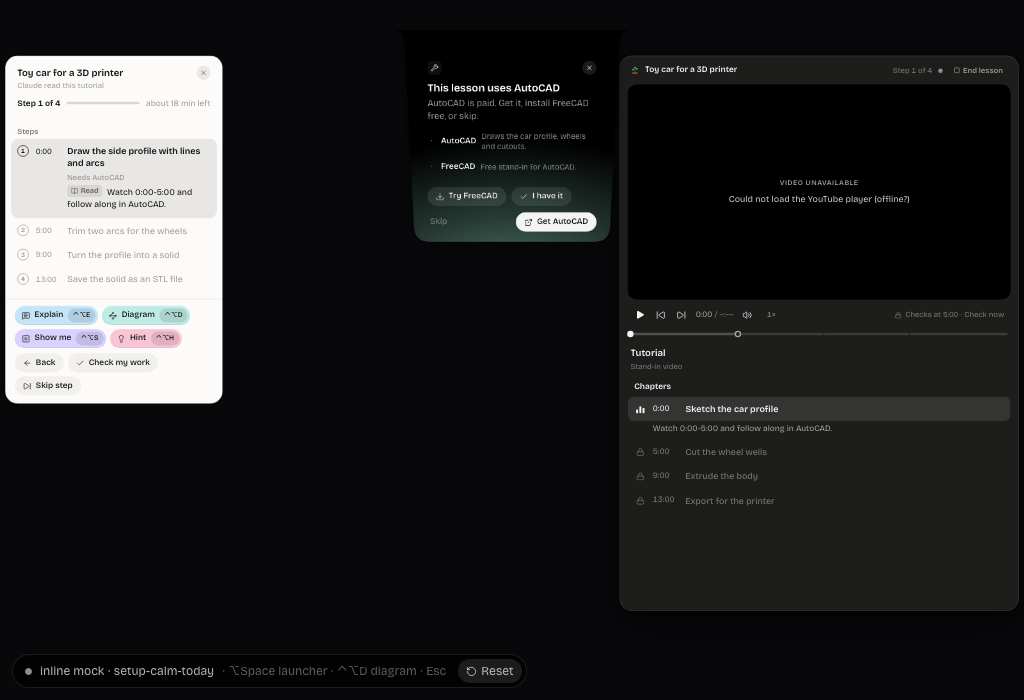 Toy car for a 3D printer
Claude read this tutorial
Step 1 of 4
about 18 min left
Steps
1 0:00 Draw the side profile with lines
and arcs
Needs AutoCAD
Read Watch 0:00-5:00 and
follow along in AutoCAD.
2 5:00 Trim two arcs for the wheels
3 9:00 Turn the profile into a solid
4 13:00 Save the solid as an STL file
Explain ^⌥E Diagram ^⌥D
Show me ^⌥S Hint ^⌥H
Back Check my work
Skip step
This lesson uses AutoCAD
AutoCAD is paid. Get it, install FreeCAD
free, or skip.
· AutoCAD Draws the car profile, wheels
and cutouts.
· FreeCAD Free stand-in for AutoCAD.
Try FreeCAD I have it
Skip Get AutoCAD
Toy car for a 3D printer Step 1 of 4 End lesson
VIDEO UNAVAILABLE
Could not load the YouTube player (offline?)
0:00 / -:-- 1× Checks at 5:00 · Check now
Tutorial
Stand-in video
Chapters
0:00 Sketch the car profile
Watch 0:00-5:00 and follow along in AutoCAD.
5:00 Cut the wheel wells
9:00 Extrude the body
13:00 Export for the printer
inline mock · setup-calm-today · ⌥Space launcher · ^⌥D diagram · Esc Reset